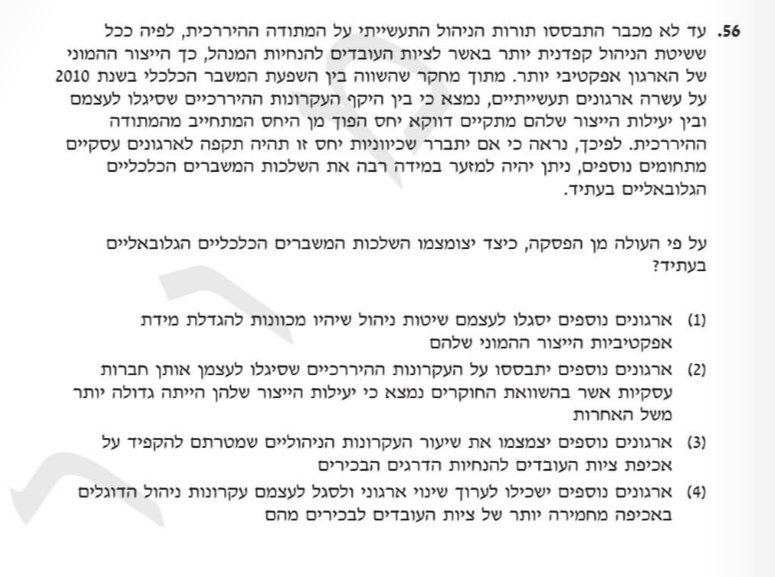 56. עד לא מכבר התבססו תורות הניהול התעשייתי על המתודה ההיררכית, לפיה ככל
ששיטת הניהול קפדנית יותר באשר לציות העובדים להנחיות המנהל, כך הייצור ההמוני
של הארגון אפקטיבי יותר. מתוך מחקר שהשווה בין השפעת המשבר הכלכלי בשנת 2010
על עשרה ארגונים תעשייתיים, נמצא כי בין היקף העקרונות ההיררכיים שסיגלו לעצמם
ובין יעילות הייצור שלהם מתקיים דווקא יחס הפוך מן היחס המתחייב מהמתודה
ההיררכית. לפיכך, נראה כי אם יתברר שכיווניות יחס זו תהיה תקפה לארגונים עסקיים
מתחומים נוספים, ניתן יהיה למזער במידה רבה את השלכות המשברים הכלכליים
הגלובאליים בעתיד.
על פי העולה מן הפסקה, כיצד יצומצמו השלכות המשברים הכלכליים הגלובאליים
בעתיד?
(1) ארגונים נוספים יסגלו לעצמם שיטות ניהול שיהיו מכוונות להגדלת מידת
אפקטיביות הייצור ההמוני שלהם
(2) ארגונים נוספים יתבססו על העקרונות ההיררכיים שסיגלו לעצמן אותן חברות
עסקיות אשר בהשוואת החוקרים נמצא כי יעילות הייצור שלהן הייתה גדולה יותר
משל האחרות
(3) ארגונים נוספים יצמצמו את שיעור העקרונות הניהוליים שמטרתם להקפיד על
אכיפת ציות העובדים להנחיות הדרגים הבכירים
(4) ארגונים נוספים ישכילו לערוך שינוי ארגוני ולסגל לעצמם עקרונות ניהול הדוגלים
באכיפה מחמירה יותר של ציות העובדים לבכירים מהם